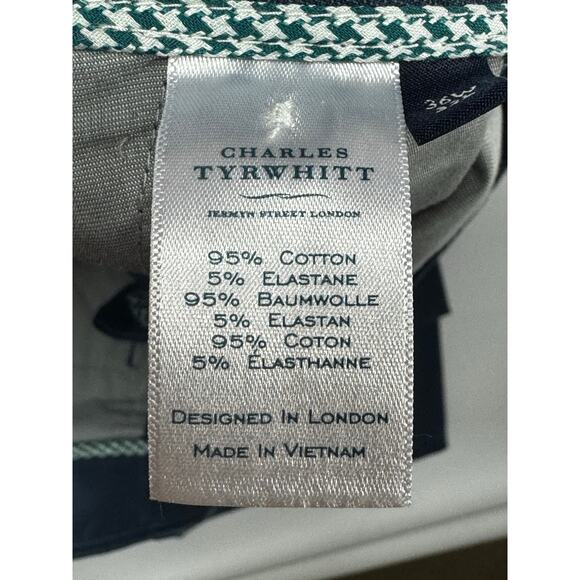 CHARLES
TYRWHITT
JERMYN STREET LONDON
95% COTTON
5% ELASTANE
95% BAUMWOLLE
5% ELASTAN
95% COTON
5% ÉLASTHANNE
DESIGNED IN LONDON
MADE IN VIETNAM
36W